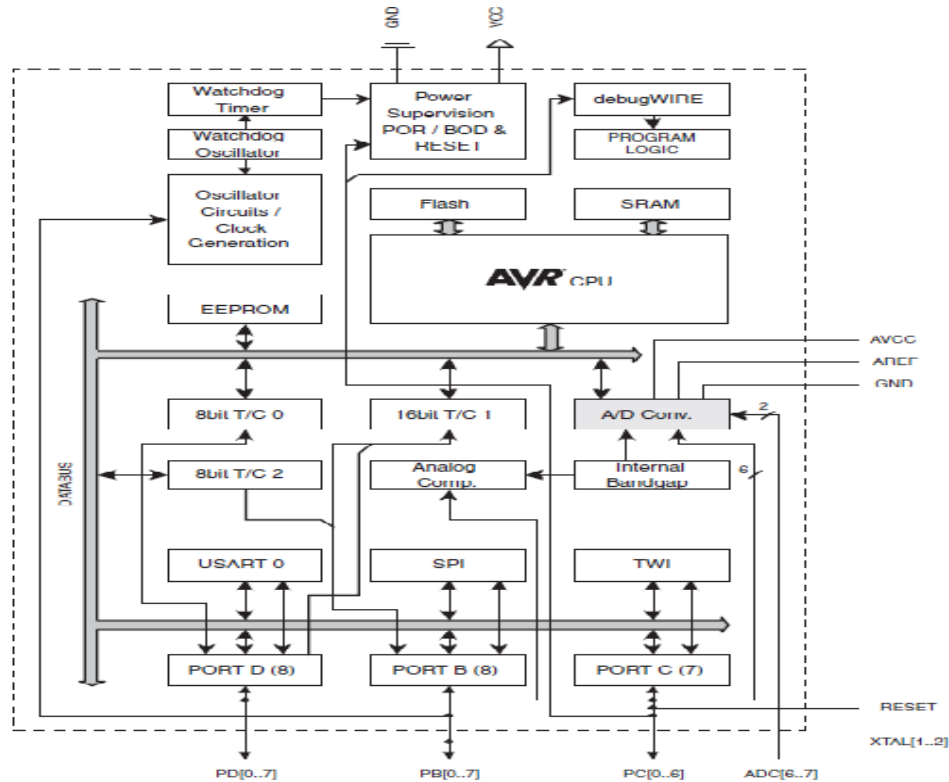 GND
VCC
Watchdog
Timer
Power
Supervision
POR / BOD &
RESET
debugWIRE
Watchdog
Oscillator
PROGRAM
LOGIC
Oscillator
Circuits /
Clock
Generation
Flash
SRAM
AVR CPU
EEPROM
AVCC
AREF
GND
8bit T/C 0
16bit T/C 1
A/D Conv.
2
DATABUS
8bit T/C 2
Analog
Comp.
Internal
Bandgap
6
USART 0
SPI
TWI
PORT D (8)
PORT B (8)
PORT C (7)
RESET
XTAL[1..2]
PD[0..7]
PB[0..7]
PC[0..6]
ADC[6..7]